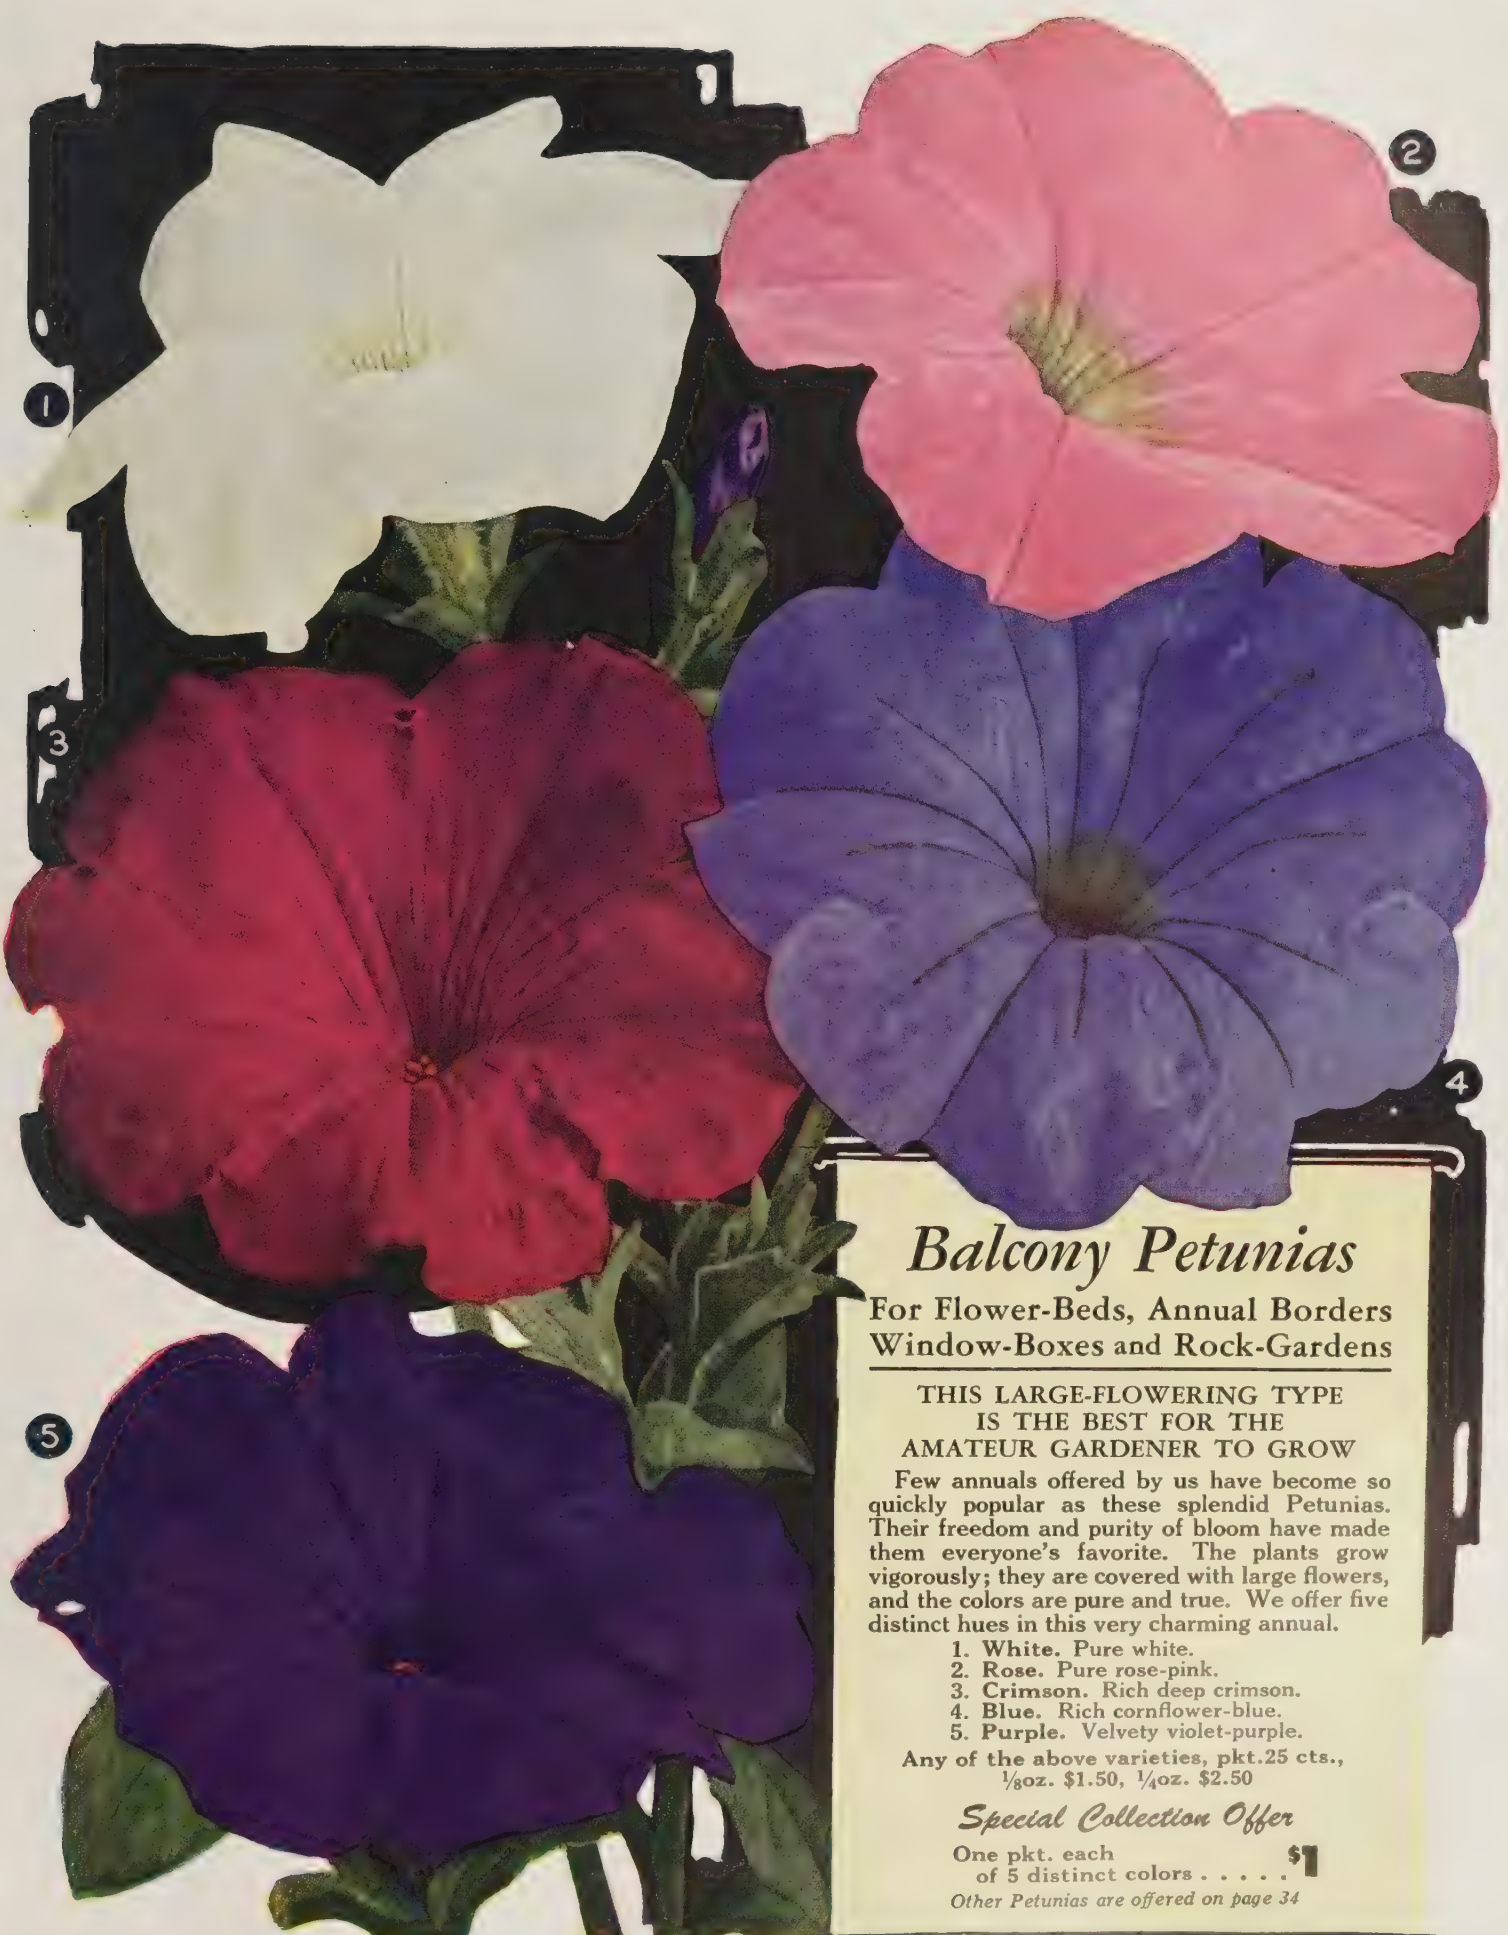 1
2
3
4
5
Balcony Petunias
For Flower-Beds, Annual Borders
Window-Boxes and Rock-Gardens
THIS LARGE-FLOWERING TYPE
IS THE BEST FOR THE
AMATEUR GARDENER TO GROW
Few annuals offered by us have become so
quickly popular as these splendid Petunias.
Their freedom and purity of bloom have made
them everyone's favorite. The plants grow
vigorously; they are covered with large flowers,
and the colors are pure and true. We offer five
distinct hues in this very charming annual.
1. White. Pure white.
2. Rose. Pure rose-pink.
3. Crimson. Rich deep crimson.
4. Blue. Rich cornflower-blue.
5. Purple. Velvety violet-purple.
Any of the above varieties, pkt.25 cts.,
⅛oz. $1.50, ¼oz. $2.50
Special Collection Offer
One pkt. each
of 5 distinct colors . . . . . $1
Other Petunias are offered on page 34